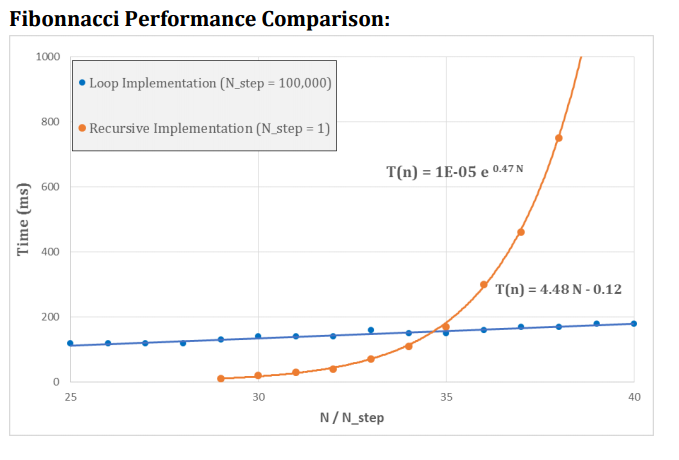 Fibonnacci Performance Comparison:
1000
800
600
400
200
0
Time (ms)
Loop Implementation (N_step = 100,000)
Recursive Implementation (N_step = 1)
T(n) = 1E-05 e 0.47 N
T(n) = 4.48 N - 0.12
25
30
35
40
N / N_step